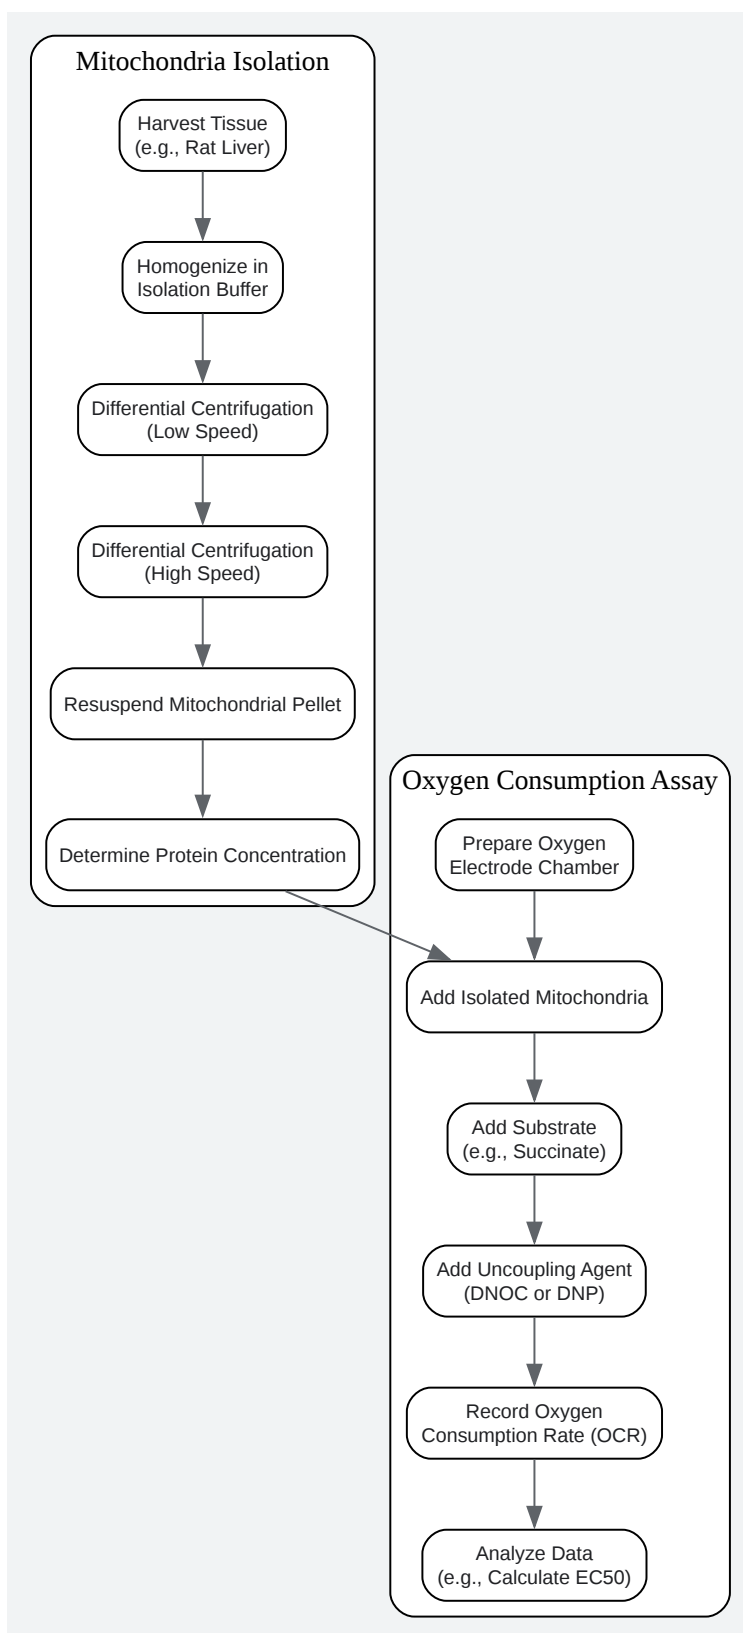 Mitochondria Isolation
Harvest Tissue
(e.g., Rat Liver)
Homogenize in
Isolation Buffer
Differential Centrifugation
(Low Speed)
Differential Centrifugation
(High Speed)
Resuspend Mitochondrial Pellet
Determine Protein Concentration
Oxygen Consumption Assay
Prepare Oxygen
Electrode Chamber
Add Isolated Mitochondria
Add Substrate
(e.g., Succinate)
Add Uncoupling Agent
(DNOC or DNP)
Record Oxygen
Consumption Rate (OCR)
Analyze Data
(e.g., Calculate EC50)